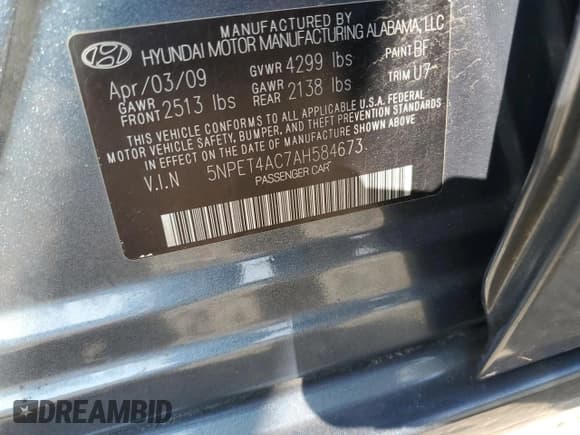 MANUFACTURED BY
HYUNDAI MOTOR MANUFACTURING ALABAMA, LLC
Apr/03/09 GVWR 4299 lbs PAINT BF
GAWR FRONT 2513 lbs GAWR REAR 2138 lbs TRIM U7
THIS VEHICLE CONFORMS TO ALL APPLICABLE U.S.A. FEDERAL
MOTOR VEHICLE SAFETY, BUMPER, AND THEFT PREVENTION STANDARDS
IN EFFECT ON THE DATE OF MANUFACTURE SHOWN ABOVE.
V.I.N 5NPET4AC7AH584673
PASSENGER CAR
DREAMBID